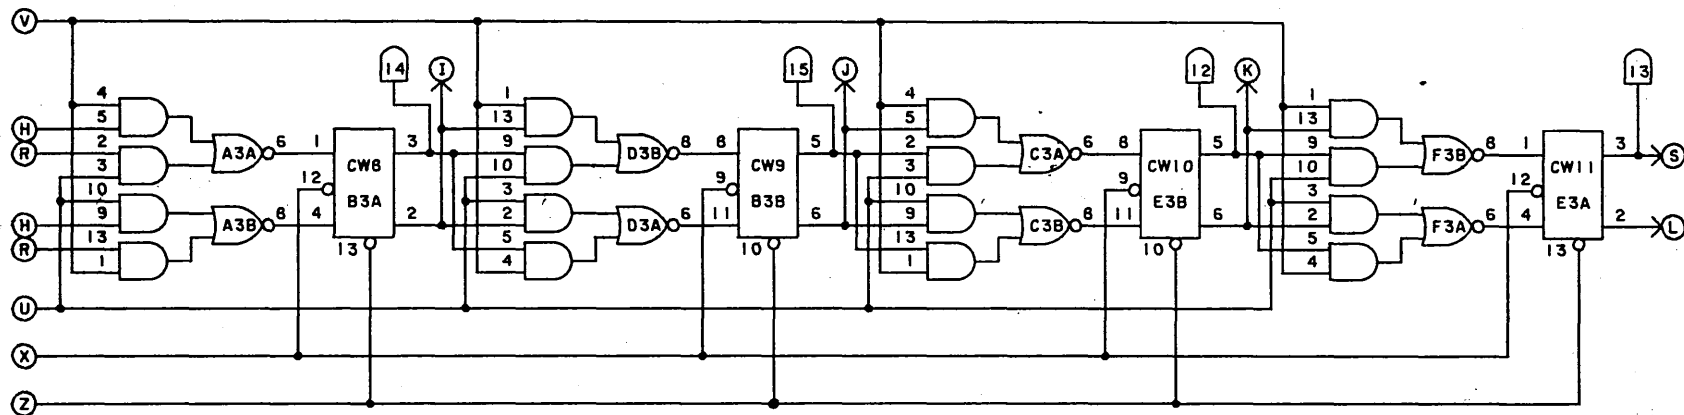 V
14 I 15 J 12 K 13
4 1 4 1
H 5 13 5 13
R 2 A3A 6 1 3 9 D3B 8 8 5 2 C3A 6 8 5 9 F3B 8 1 3 S
3 CW8 10 CW9 3 CW10 10 CW11
10 12 3 9 10 9 3 12
H 9 A3B 8 4 B3A 2 2 D3A 6 11 B3B 6 9 C3B 8 11 E3B 6 2 F3A 6 4 E3A 2 L
R 13 5 13 5
1 13 4 10 1 10 4 13
U
X
Z